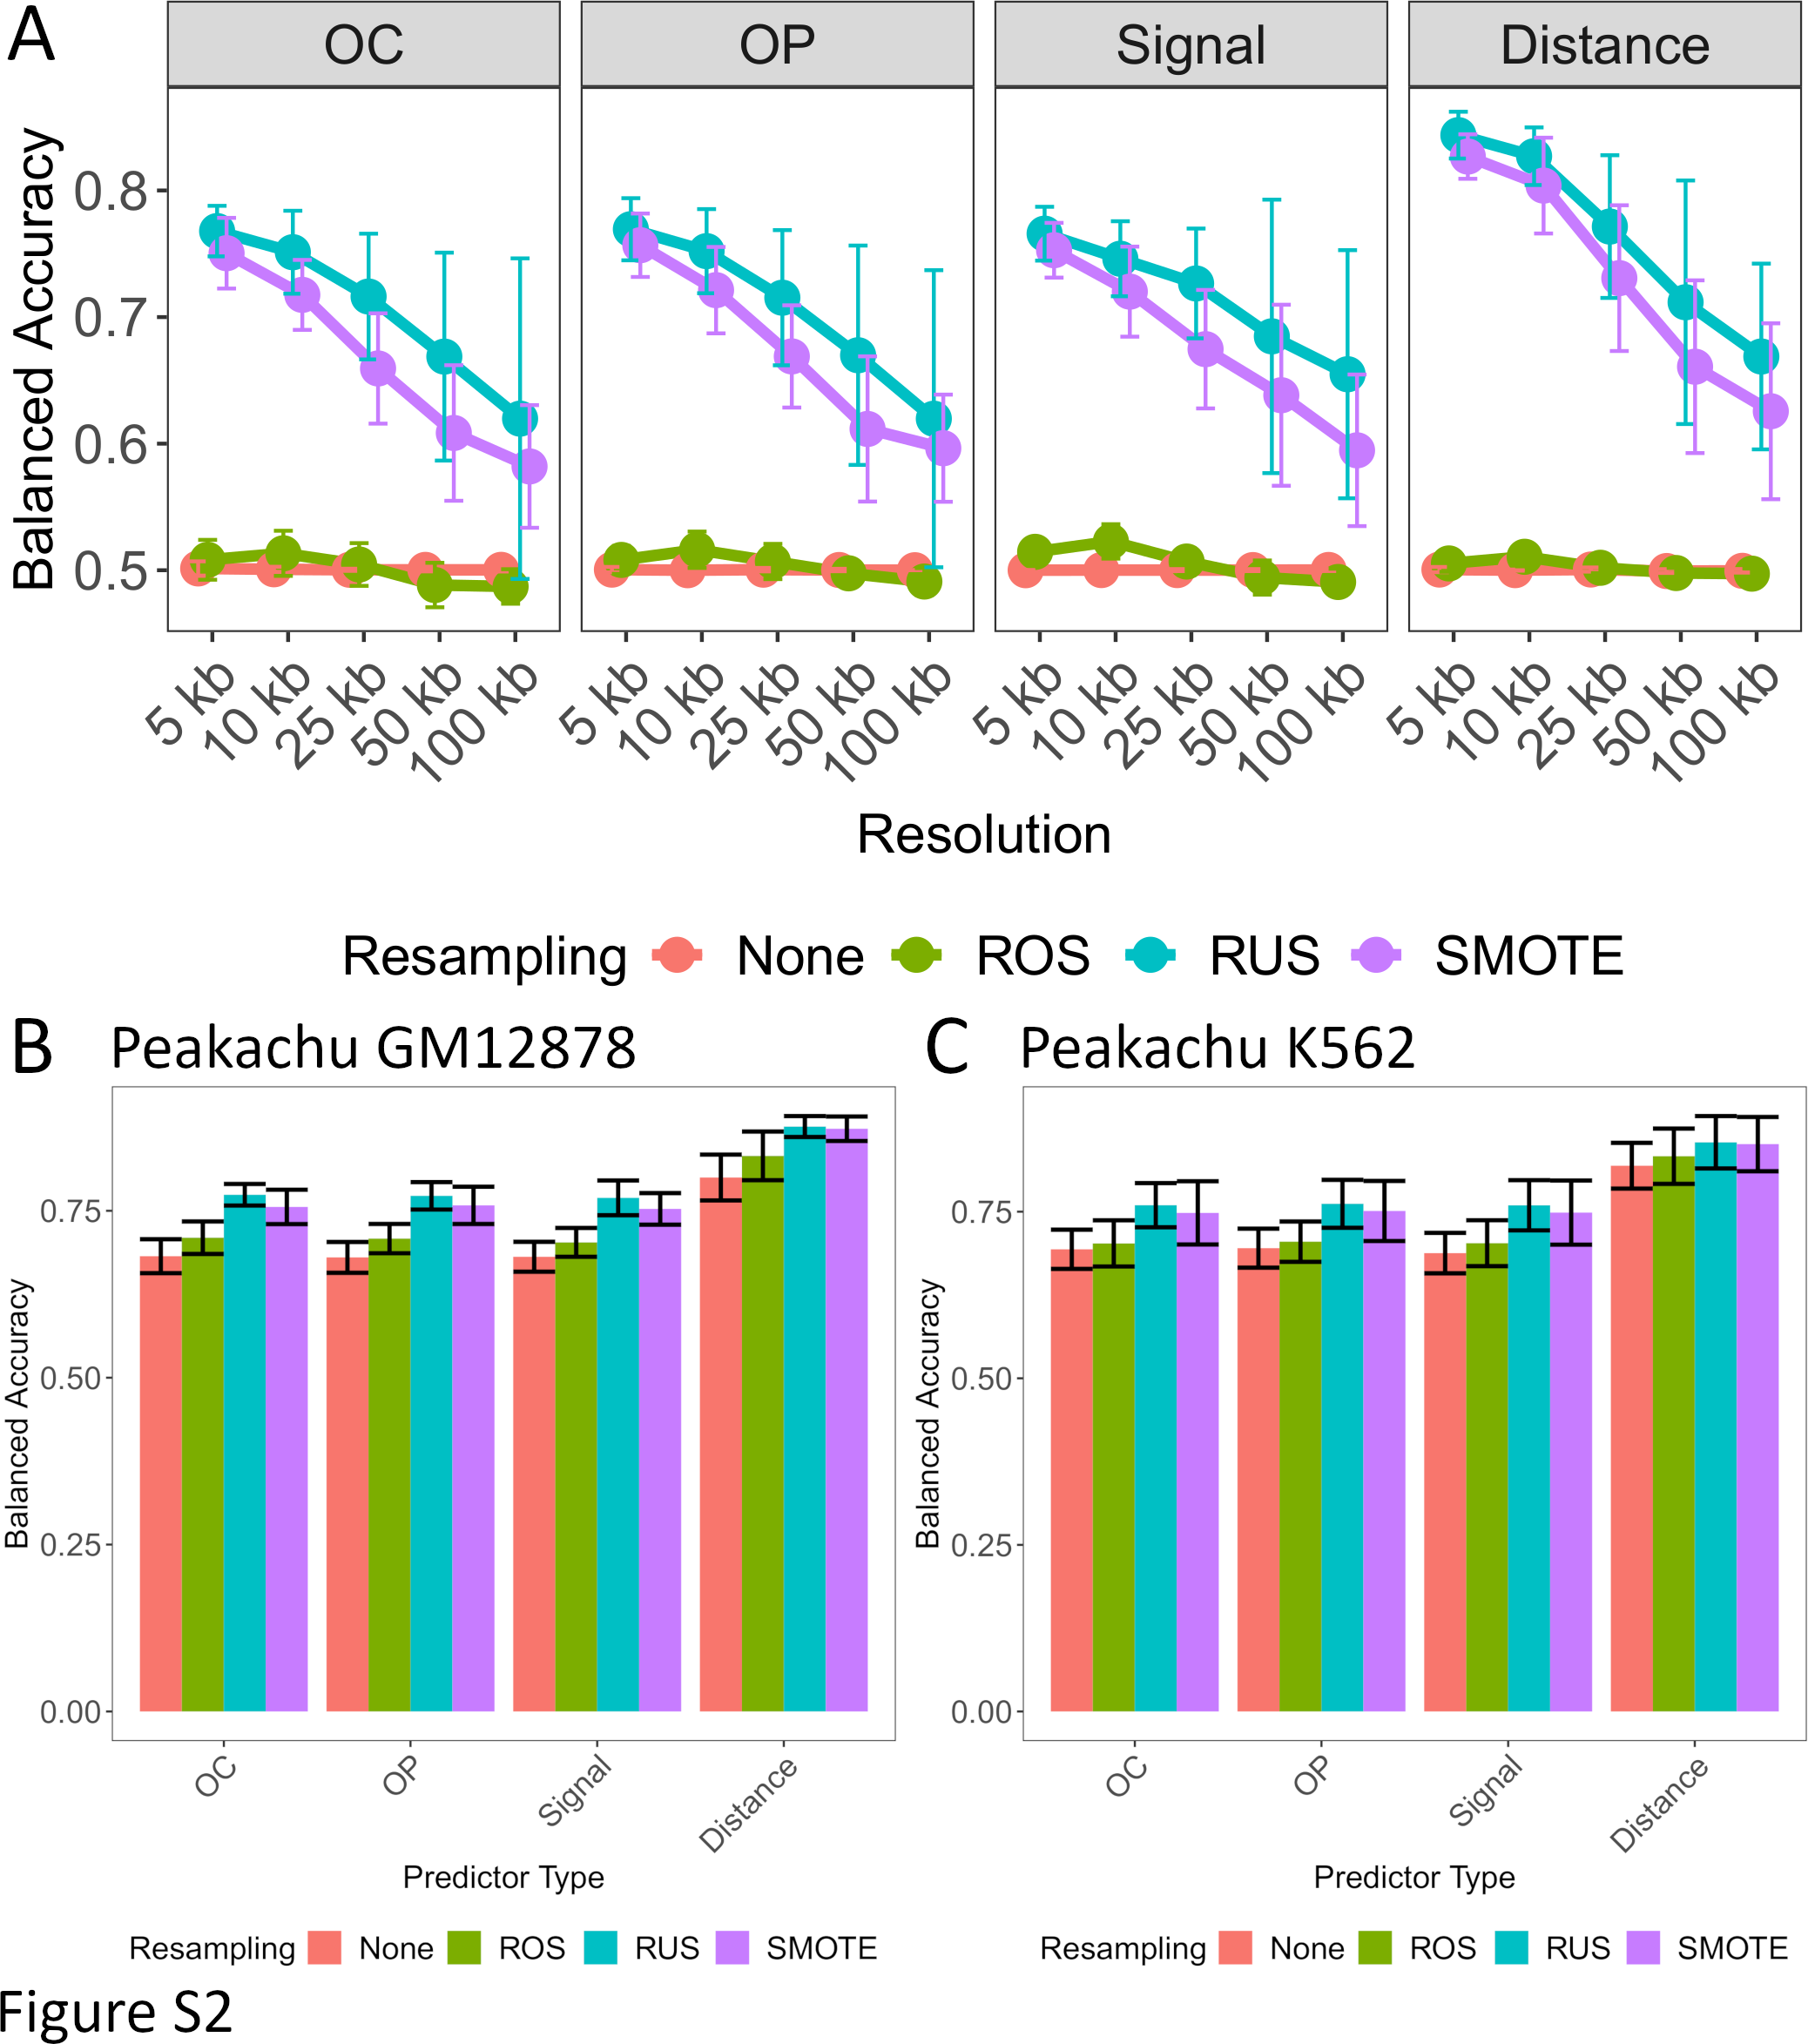 A
OC OP Signal Distance
Balanced Accuracy
0.8
0.7
0.6
0.5
5 kb 10 kb 25 kb 50 kb 100 kb 5 kb 10 kb 25 kb 50 kb 100 kb 5 kb 10 kb 25 kb 50 kb 100 kb 5 kb 10 kb 25 kb 50 kb 100 kb
Resolution
Resampling None ROS RUS SMOTE
B Peakachu GM12878
Balanced Accuracy
0.75
0.50
0.25
0.00
OC OP Signal Distance
Predictor Type
Resampling None ROS RUS SMOTE
C Peakachu K562
Balanced Accuracy
0.75
0.50
0.25
0.00
OC OP Signal Distance
Predictor Type
Resampling None ROS RUS SMOTE
Figure S2